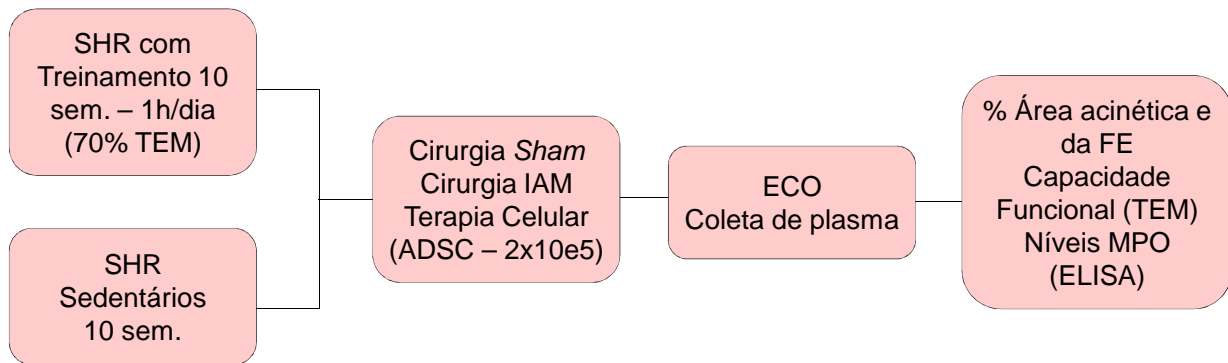 SHR com
Treinamento 10
sem. – 1h/dia
(70% TEM)
SHR
Sedentários
10 sem.
Cirurgia Sham
Cirurgia IAM
Terapia Celular
(ADSC – 2x10e5)
ECO
Coleta de plasma
% Área acinética e
da FE
Capacidade
Funcional (TEM)
Níveis MPO
(ELISA)